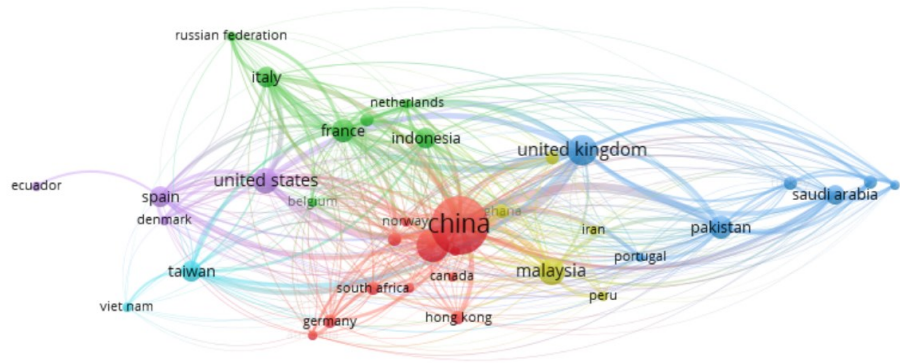 russian federation
italy
netherlands
france
indonesia
united kingdom
united states
ecuador
spain
belgium
saudi arabia
denmark
norway
china
ghana
iran
pakistan
portugal
taiwan
malaysia
canada
south africa
peru
viet nam
germany
hong kong